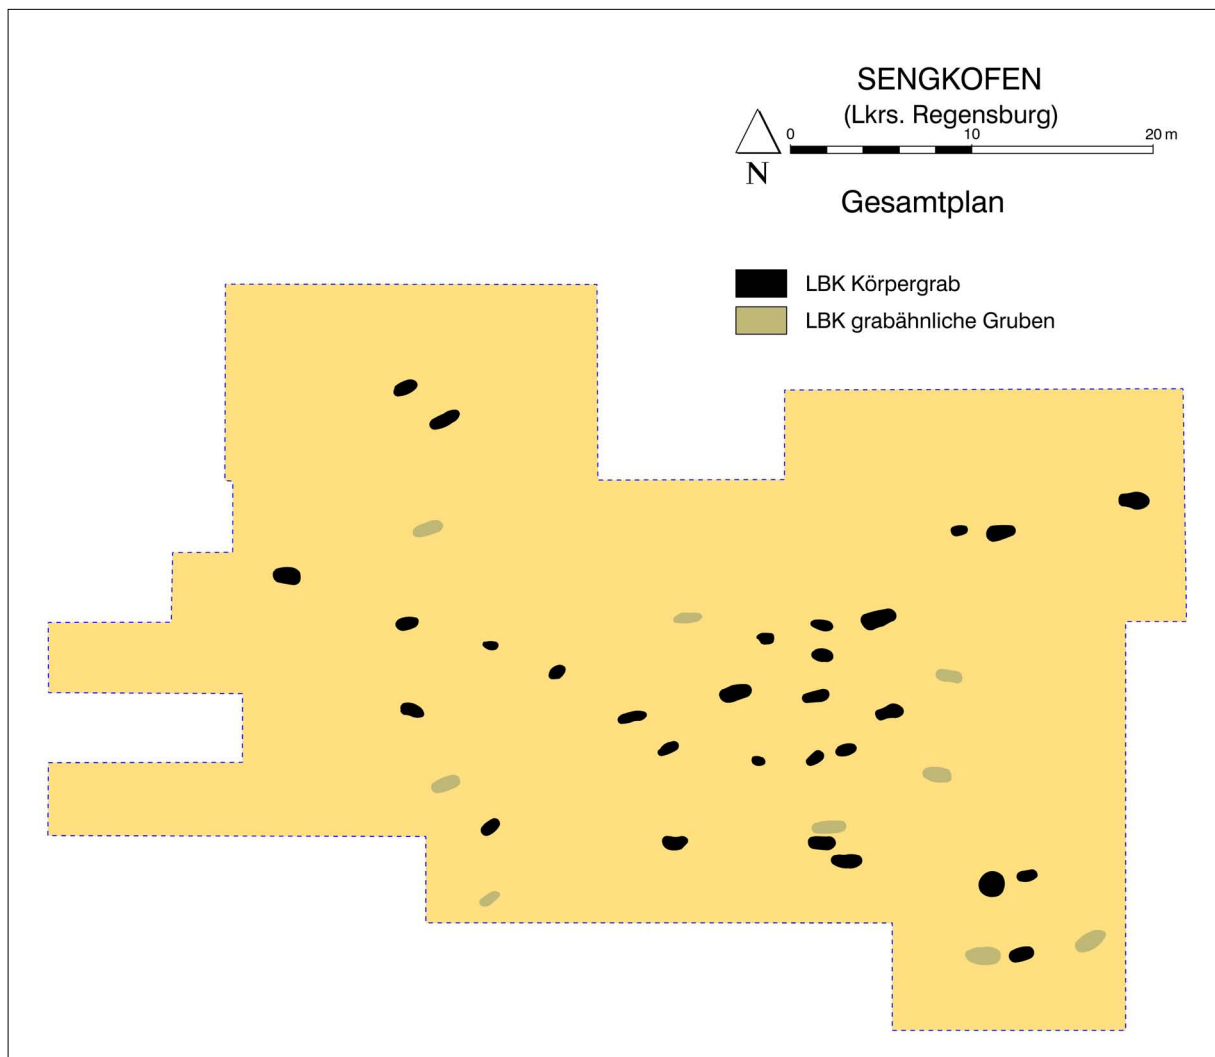 SENGKOFEN
(Lkrs. Regensburg)
0 10 20 m
N
Gesamtplan
LBK Körpergrab
LBK grabähnliche Gruben